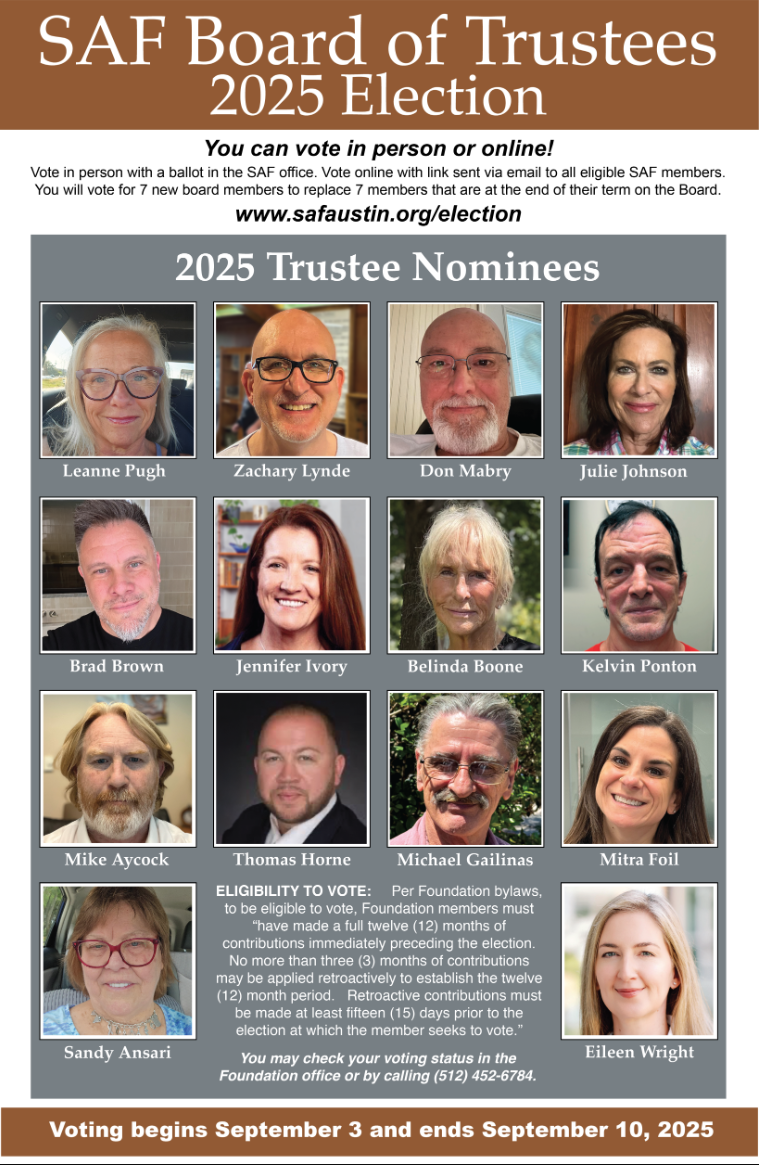 SAF Board of Trustees
2025 Election
You can vote in person or online!
Vote in person with a ballot in the SAF office. Vote online with link sent via email to all eligible SAF members.
You will vote for 7 new board members to replace 7 members that are at the end of their term on the Board.
www.safaustin.org/election
2025 Trustee Nominees
Leanne Pugh
Zachary Lynde
Don Mabry
Julie Johnson
Brad Brown
Jennifer Ivory
Belinda Boone
Kelvin Ponton
Mike Aycock
Thomas Horne
Michael Gailinas
Mitra Foil
Sandy Ansari
ELIGIBILITY TO VOTE: Per Foundation bylaws,
to be eligible to vote, Foundation members must
“have made a full twelve (12) months of
contributions immediately preceding the election.
No more than three (3) months of contributions
may be applied retroactively to establish the twelve
(12) month period. Retroactive contributions must
be made at least fifteen (15) days prior to the
election at which the member seeks to vote.”
You may check your voting status in the
Foundation office or by calling (512) 452-6784.
Eileen Wright
Voting begins September 3 and ends September 10, 2025